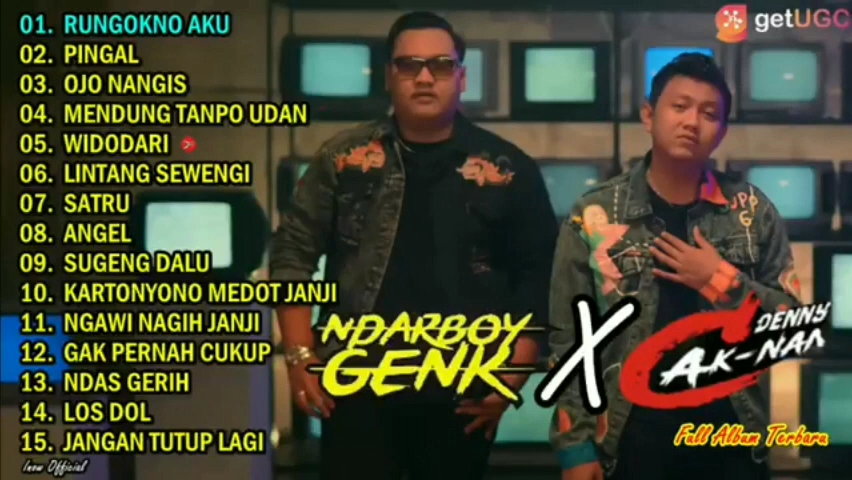 01. RUNGOKNO AKU
02. PINGAL
03. OJO NANGIS
04. MENDUNG TANPO UDAN
05. WIDODARI
06. LINTANG SEWENGI
07. SATRU
08. ANGEL
09. SUGENG DALU
10. KARTONYONO MEDOT JANJI
11. NGAWI NAGIH JANJI
12. GAK PERNAH CUKUP
13. NDAS GERIH
14. LOS DOL
15. JANGAN TUTUP LAGI
Inew Official
getUGC
NDARBOY
GENK
X
DENNY
CAK-NAN
Full Album Terbaru